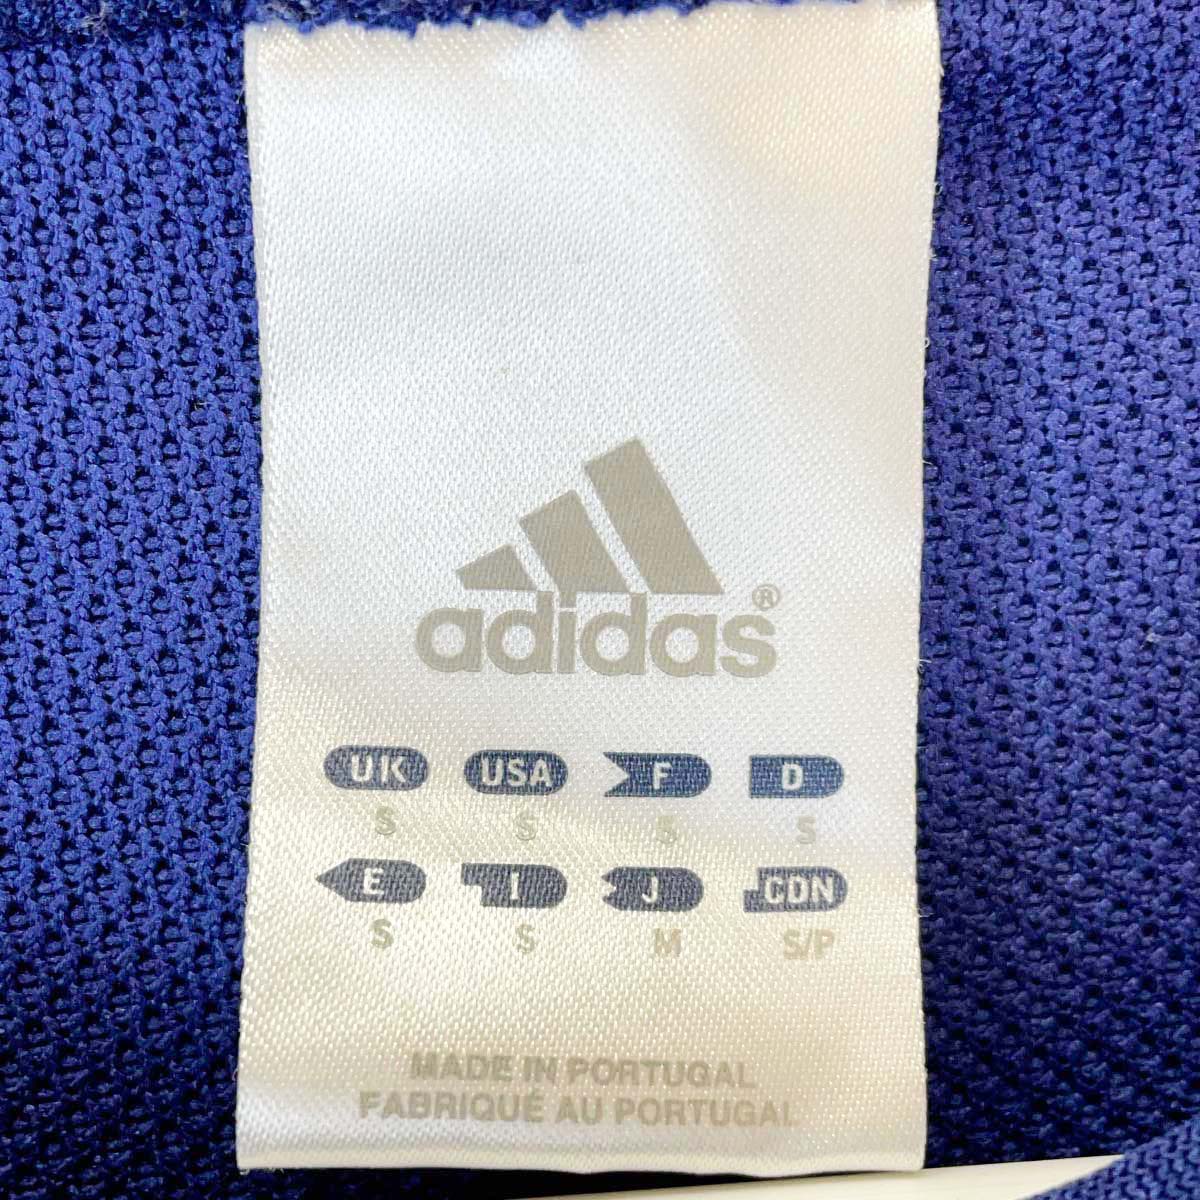 adidas®
UK USA F D
S S S S
E I J CDN
S S M S/P
MADE IN PORTUGAL
FABRIQUÉ AU PORTUGAL